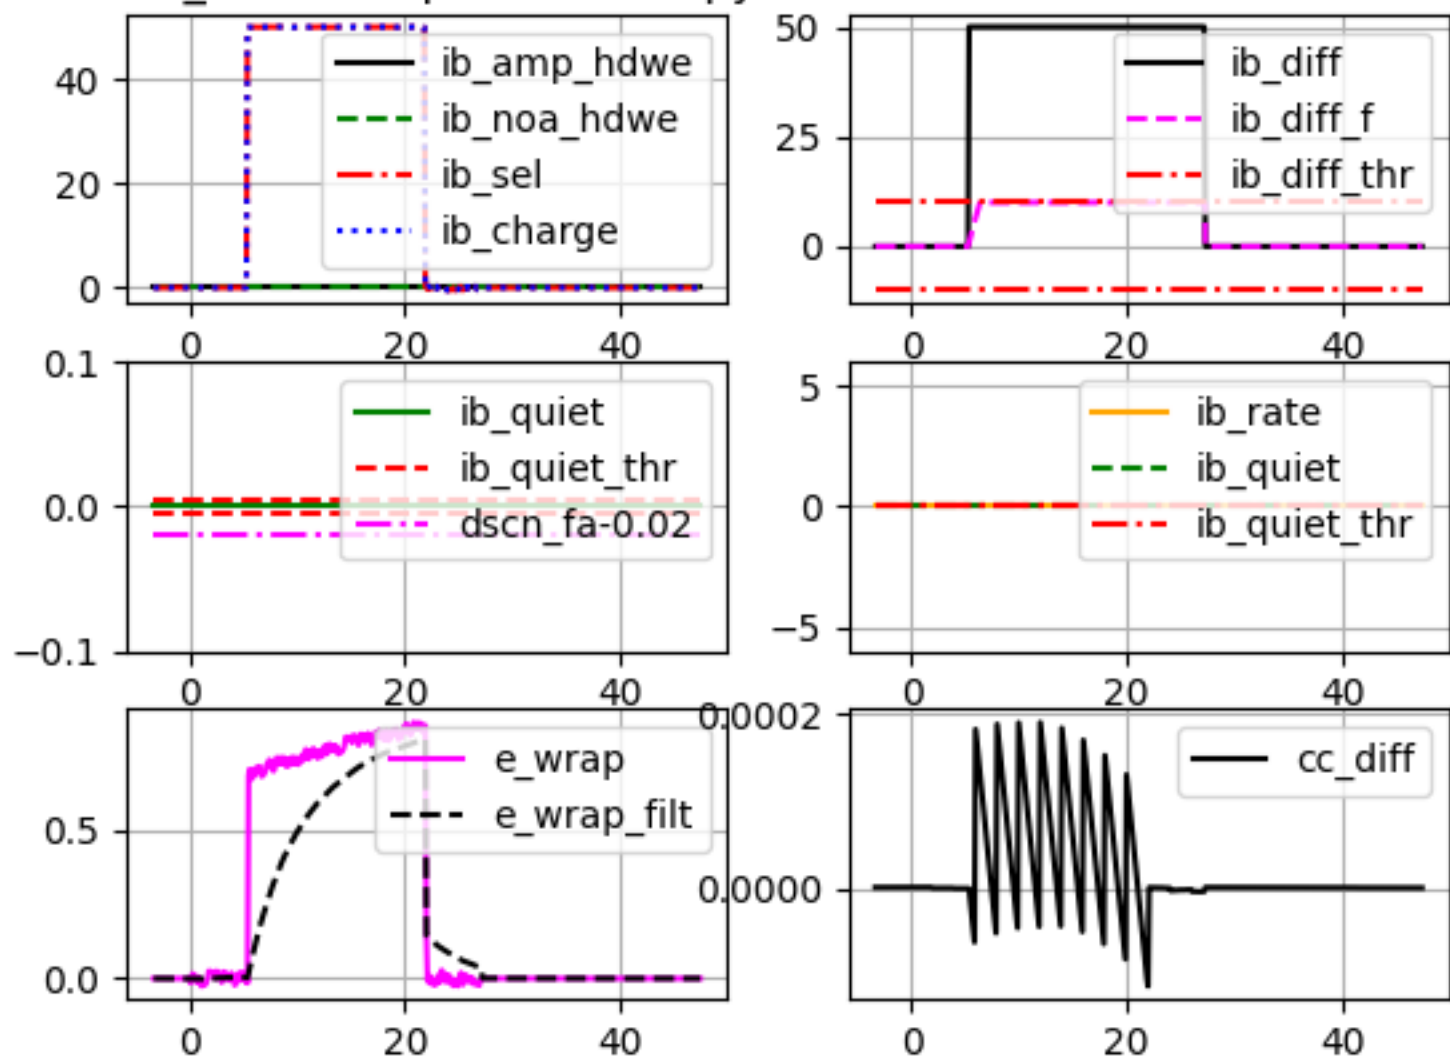 40
20
0
ib_amp_hdwe
ib_noa_hdwe
ib_sel
ib_charge
0 20 40
50
25
0
ib_diff
ib_diff_f
ib_diff_thr
0 20 40
0.1
0.0
−0.1
ib_quiet
ib_quiet_thr
dscn_fa-0.02
0 20 40
5
0
−5
ib_rate
ib_quiet
ib_quiet_thr
0 20 40
0.5
0.0
e_wrap
e_wrap_filt
0 20 40
0.0002
0.0000
cc_diff
0 20 40